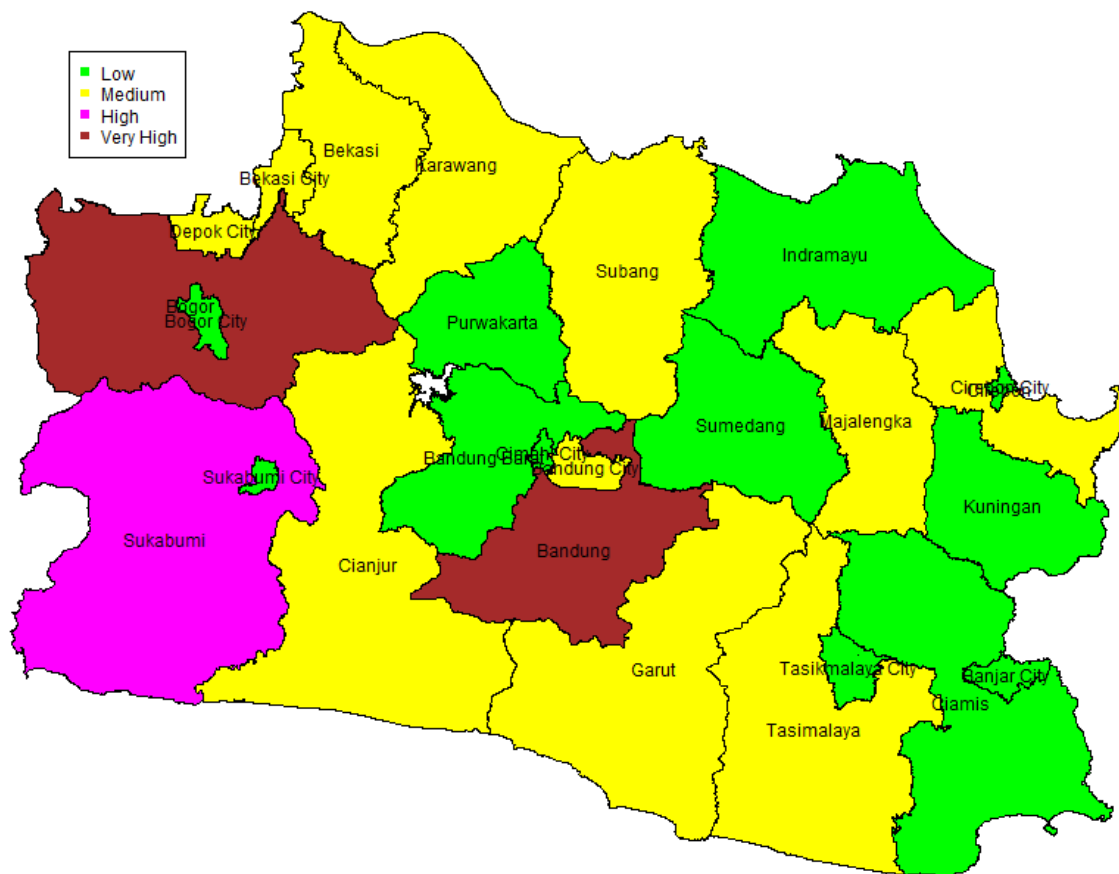 Low
Medium
High
Very High
Bekasi
Karawang
Bekasi City
Depok City
Indramayu
Subang
Bogor
Bogor City
Purwakarta
Majalengka
Sumedang
Bandung
Bandung City
Sukabumi City
Kuningan
Sukabumi
Bandung
Cianjur
Garut
Tasikmalaya City
Banjar City
Ciamis
Tasimalaya